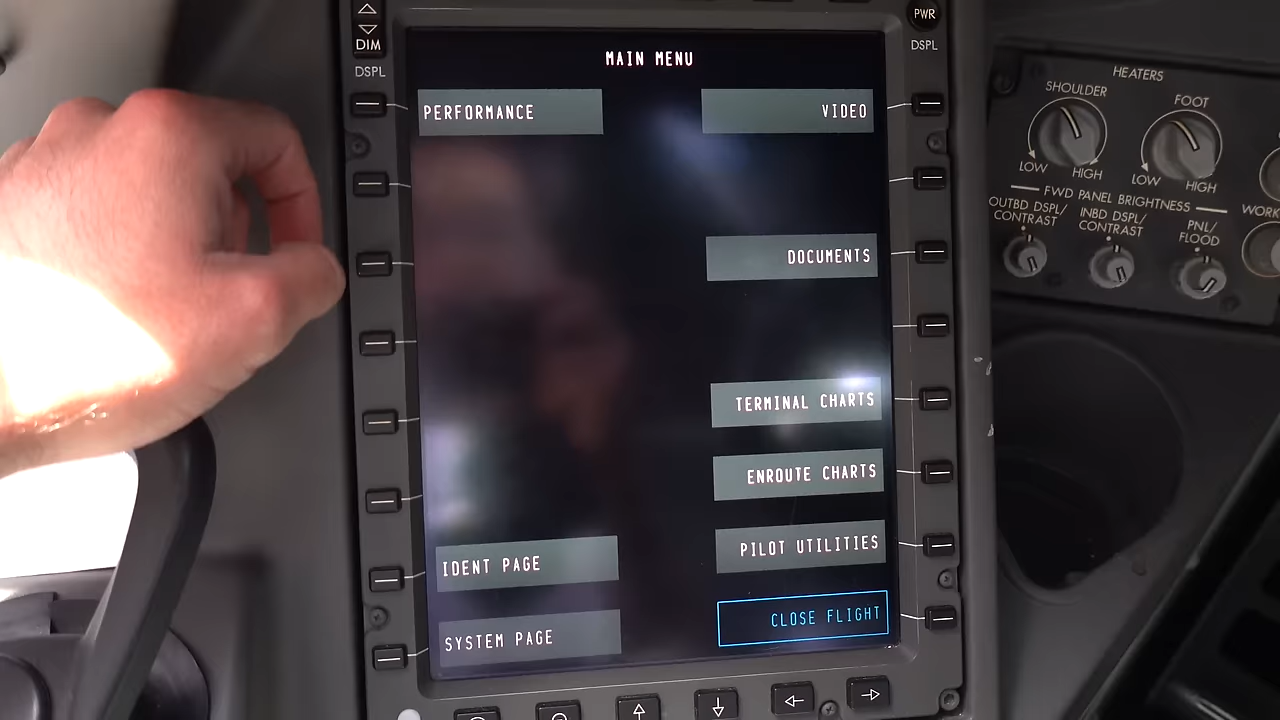 DIM
DSPL
PWR
DSPL
MAIN MENU
PERFORMANCE
VIDEO
DOCUMENTS
TERMINAL CHARTS
ENROUTE CHARTS
IDENT PAGE
PILOT UTILITIES
SYSTEM PAGE
CLOSE FLIGHT
HEATERS
SHOULDER
FOOT
LOW
HIGH
LOW
HIGH
FWD PANEL BRIGHTNESS
OUTBD DSPL/
CONTRAST
INBD DSPL/
CONTRAST
PNL/
FLOOD